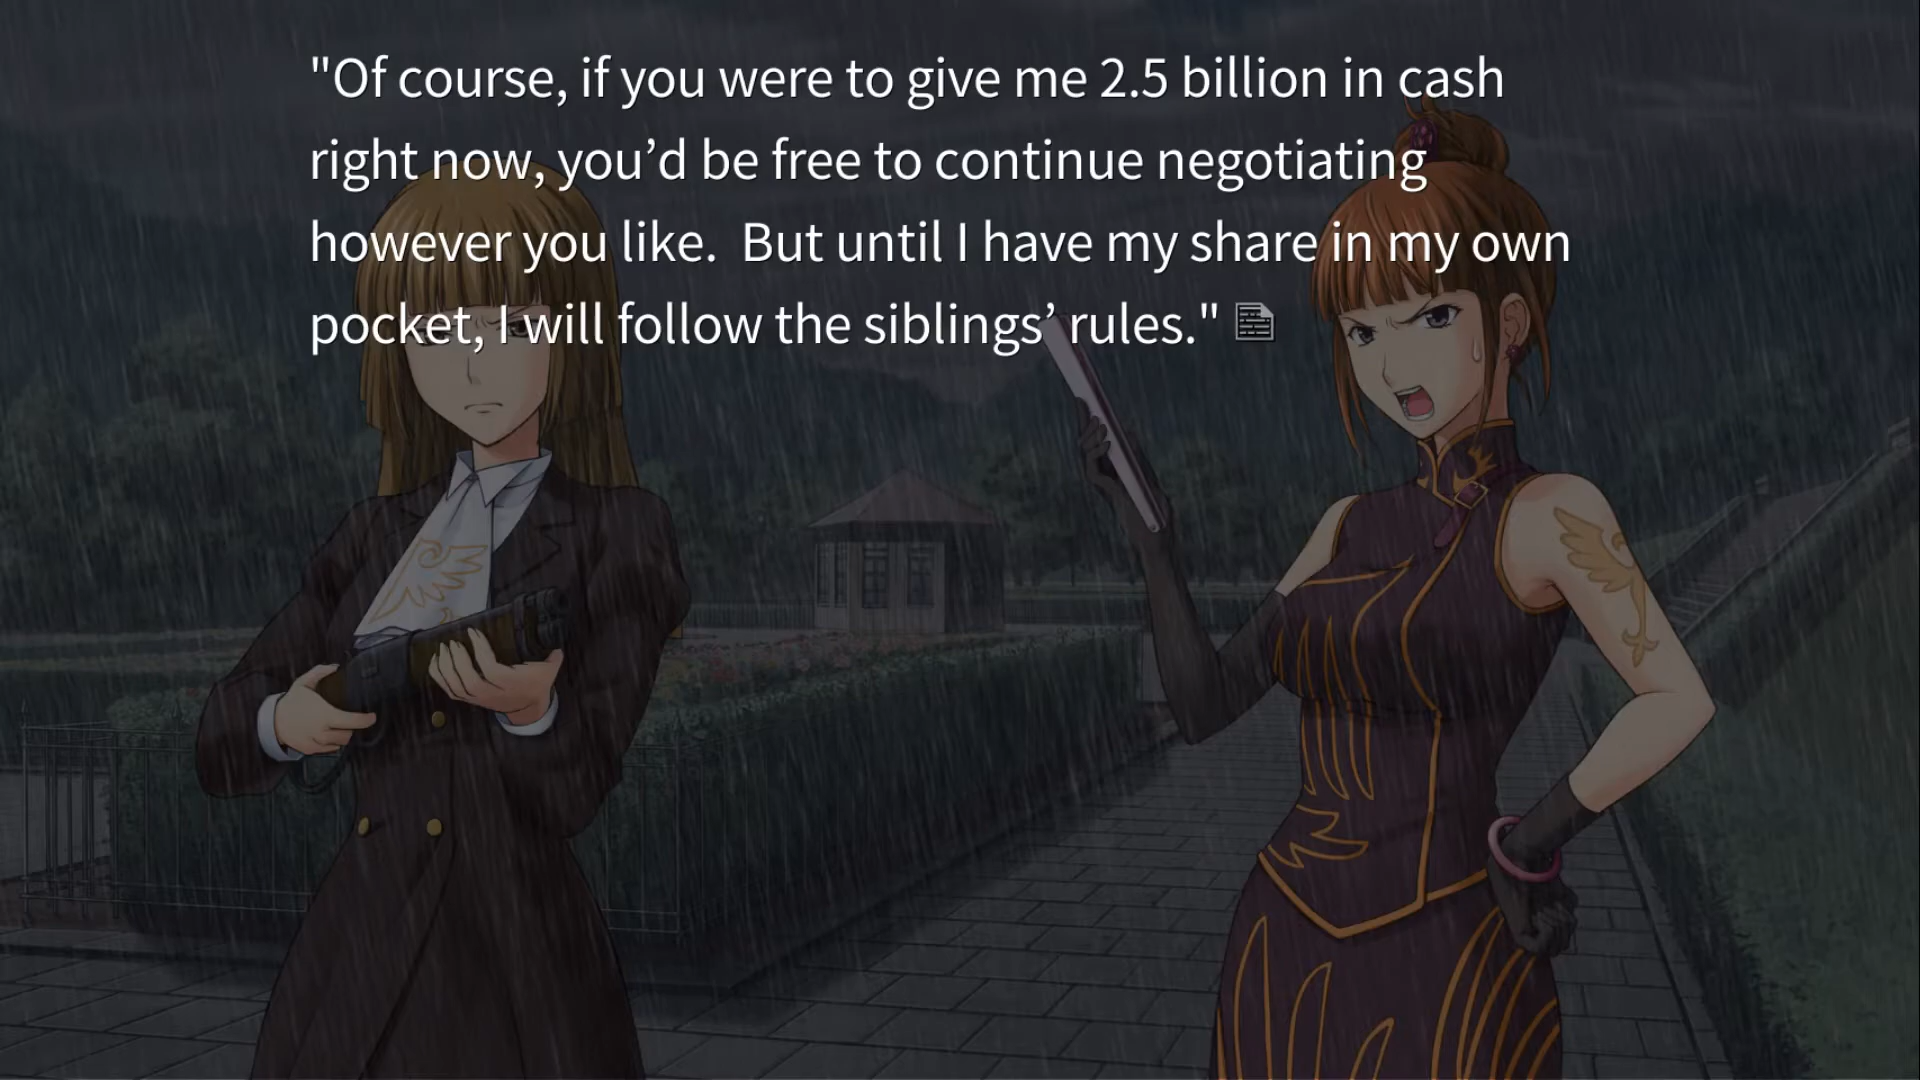 "Of course, if you were to give me 2.5 billion in cash
right now, you’d be free to continue negotiating
however you like.  But until I have my share in my own
pocket, I will follow the siblings’ rules."